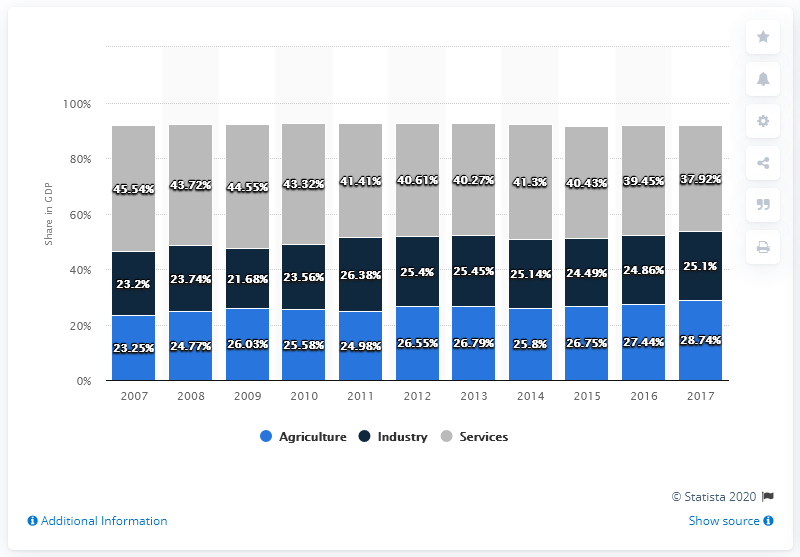 100%
80%
60%
40%
20%
0%
Share in GDP
45.54% 43.72% 44.55% 43.32% 41.41% 40.61% 40.27% 41.3% 40.43% 39.45% 37.92%
23.2% 23.74% 21.68% 23.56% 26.38% 25.4% 25.45% 25.14% 24.49% 24.86% 25.1%
23.25% 24.77% 26.03% 25.58% 24.98% 26.55% 26.79% 25.8% 26.75% 27.44% 28.74%
2007 2008 2009 2010 2011 2012 2013 2014 2015 2016 2017
Agriculture Industry Services
© Statista 2020
Additional Information Show source